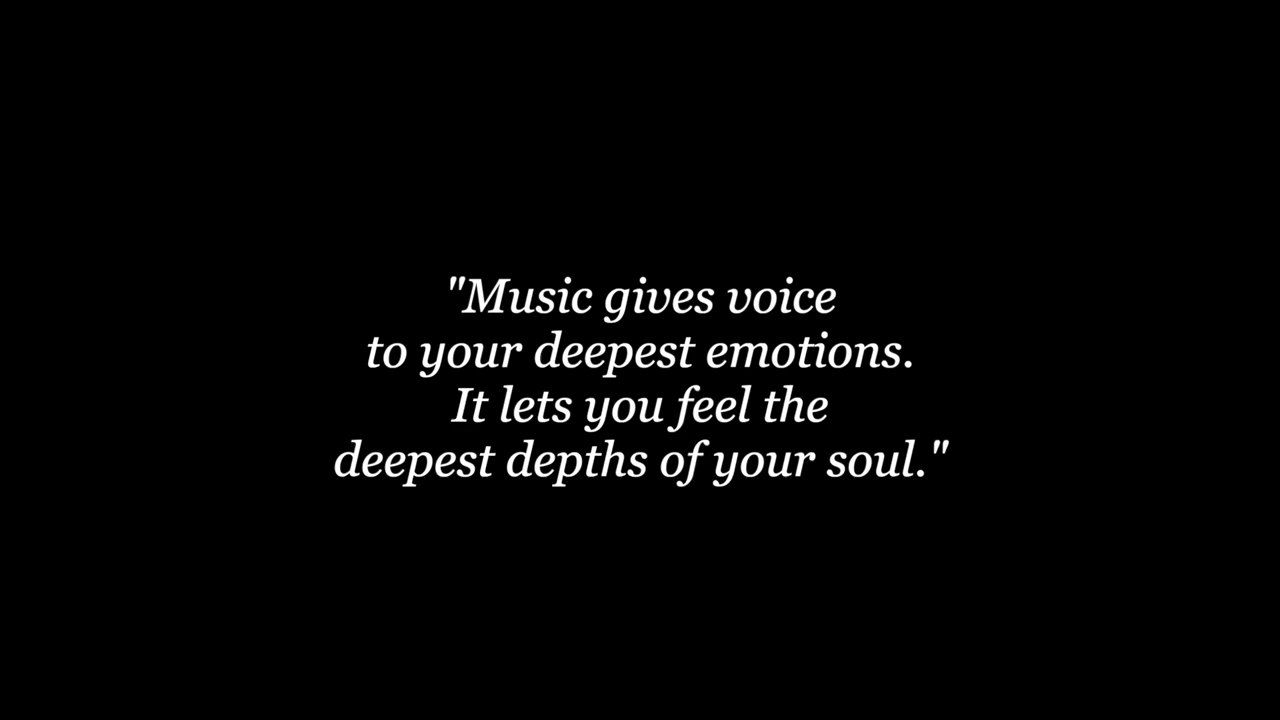 "Music gives voice
to your deepest emotions.
It lets you feel the
deepest depths of your soul."